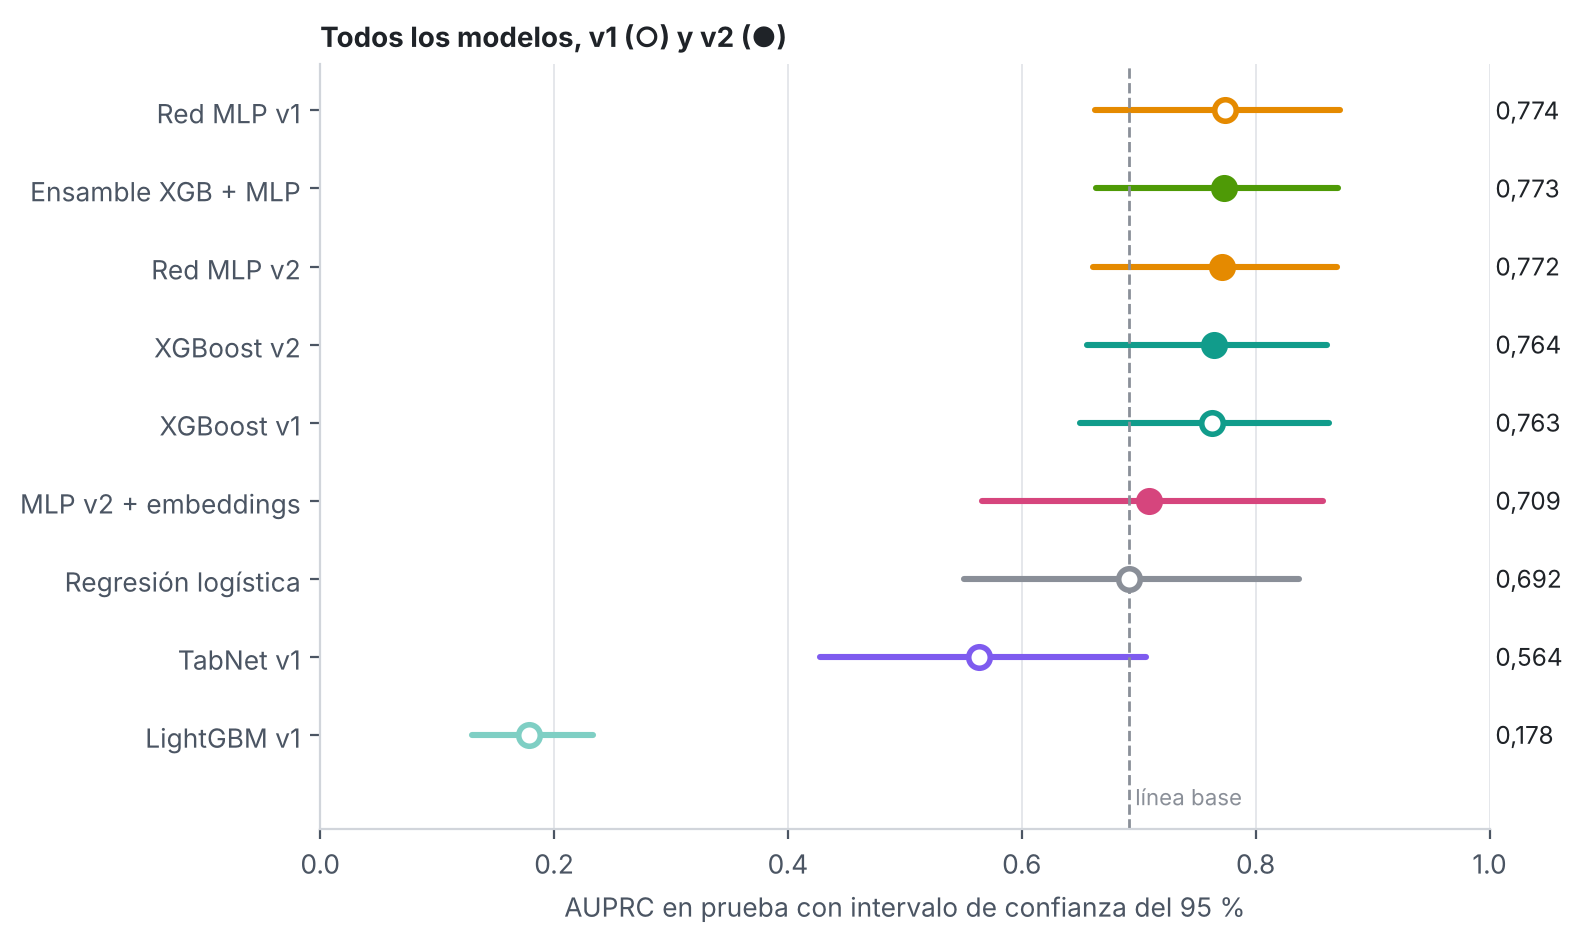 Todos los modelos, v1 (○) y v2 (●)
Red MLP v1 0,774
Ensamble XGB + MLP 0,773
Red MLP v2 0,772
XGBoost v2 0,764
XGBoost v1 0,763
MLP v2 + embeddings 0,709
Regresión logística 0,692
TabNet v1 0,564
LightGBM v1 0,178
línea base
0.0 0.2 0.4 0.6 0.8 1.0
AUPRC en prueba con intervalo de confianza del 95 %